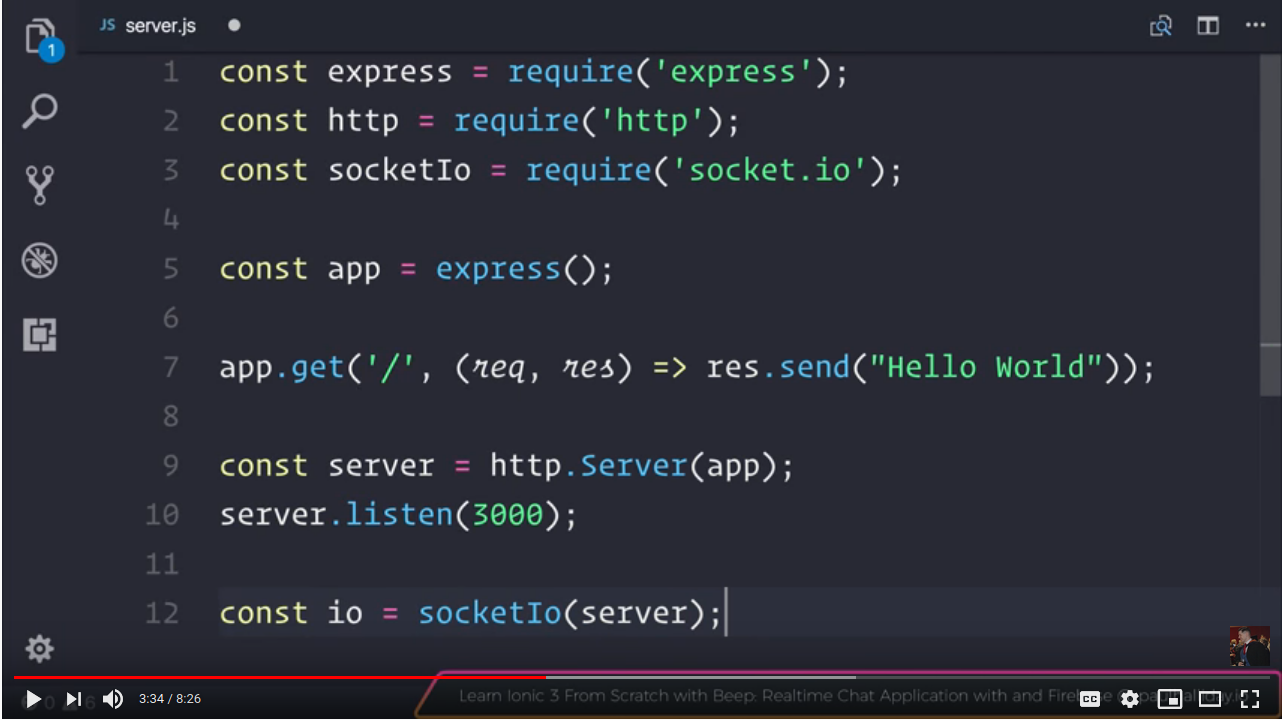 JS server.js
1
1 const express = require('express');
2 const http = require('http');
3 const socketIo = require('socket.io');
4
5 const app = express();
6
7 app.get('/', (req, res) => res.send("Hello World"));
8
9 const server = http.Server(app);
10 server.listen(3000);
11
12 const io = socketIo(server);
Learn Ionic 3 From Scratch with Beep: Realtime Chat Application with and
3:34 / 8:26
CC